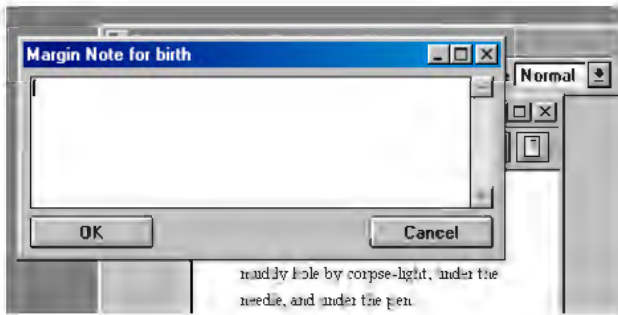 Margin Note for birth
Normal
OK
Cancel
muddy hole by corpse-light, under the
needle, and under the pen